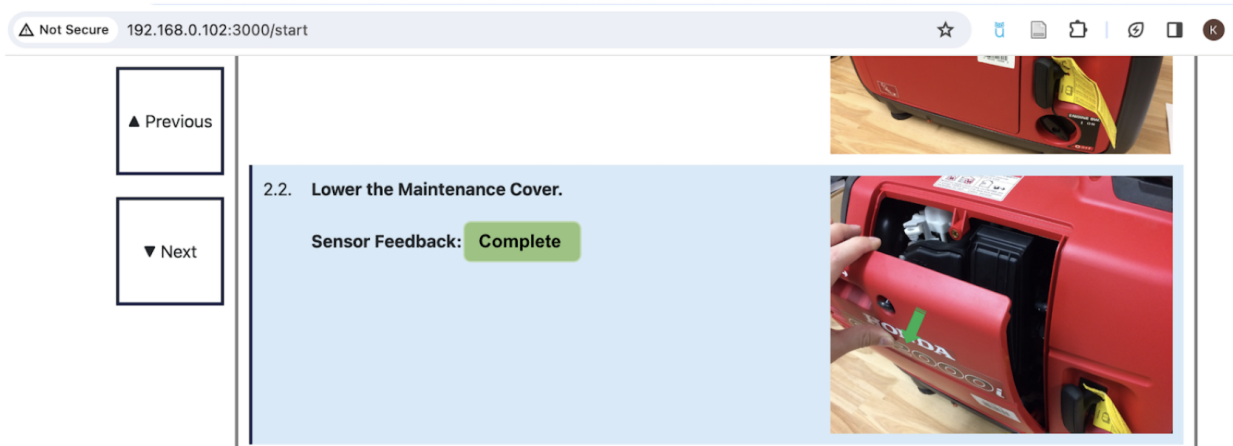 Not Secure 192.168.0.102:3000/start
K
▲ Previous
▼ Next
2.2. Lower the Maintenance Cover.
Sensor Feedback: Complete
HONDA